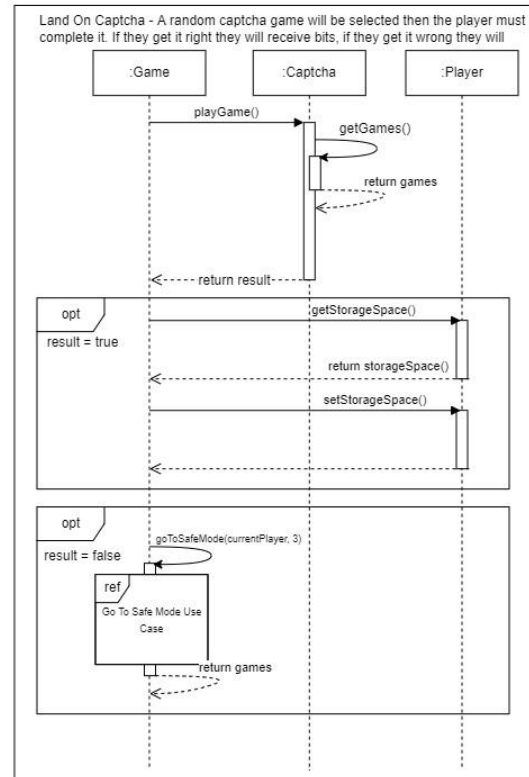 Land On Captcha - A random captcha game will be selected then the player must
complete it. If they get it right they will receive bits, if they get it wrong they will
:Game
:Captcha
:Player
playGame()
getGames()
return games
return result
opt
getStorageSpace()
result = true
return storageSpace()
setStorageSpace()
opt
goToSafeMode(currentPlayer, 3)
result = false
ref
Go To Safe Mode Use
Case
return games